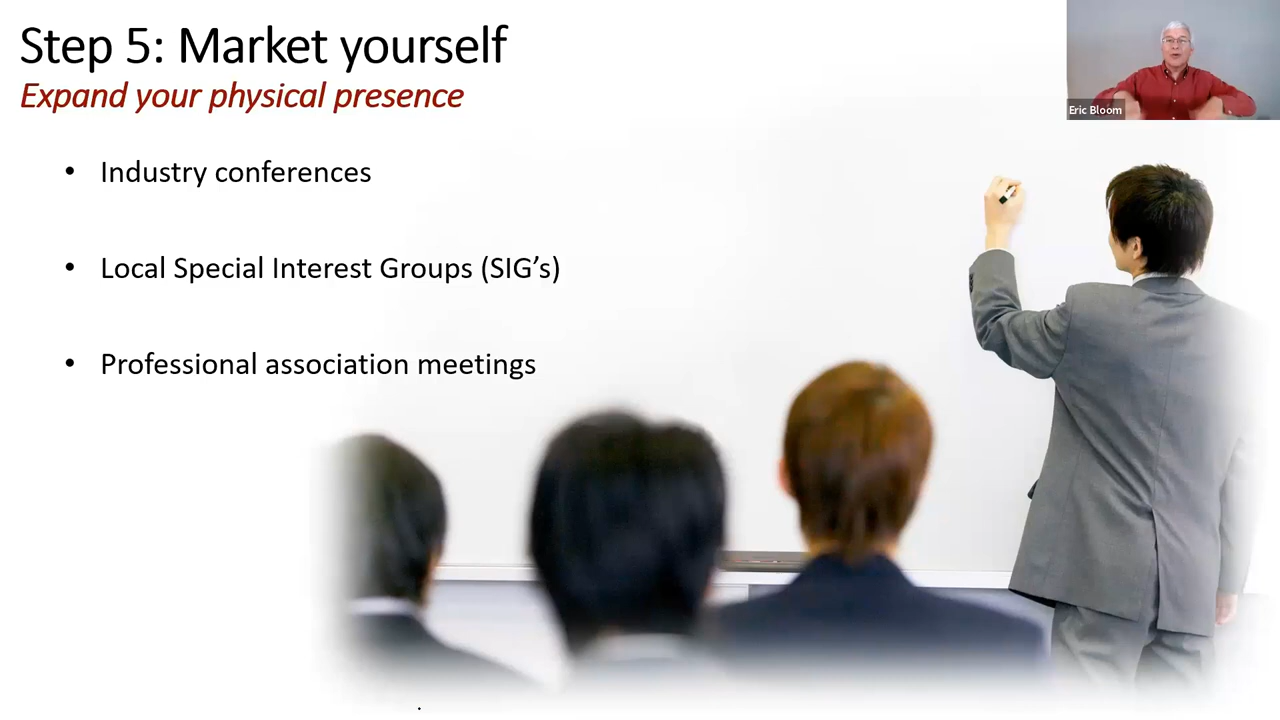 Step 5: Market yourself
Expand your physical presence
Eric Bloom
• Industry conferences
• Local Special Interest Groups (SIG’s)
• Professional association meetings